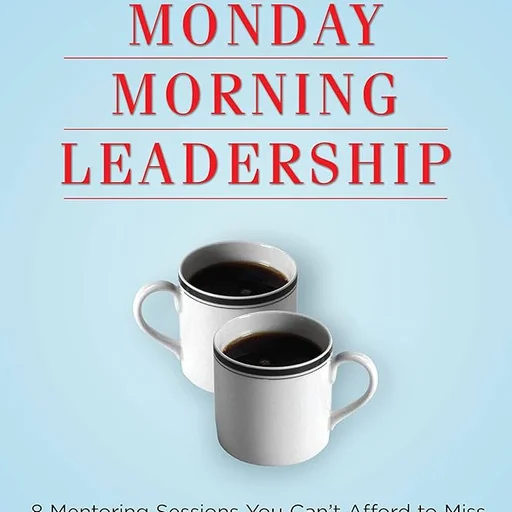 MONDAY
MORNING
LEADERSHIP
8 Mentoring Sessions You Can't Afford to Miss